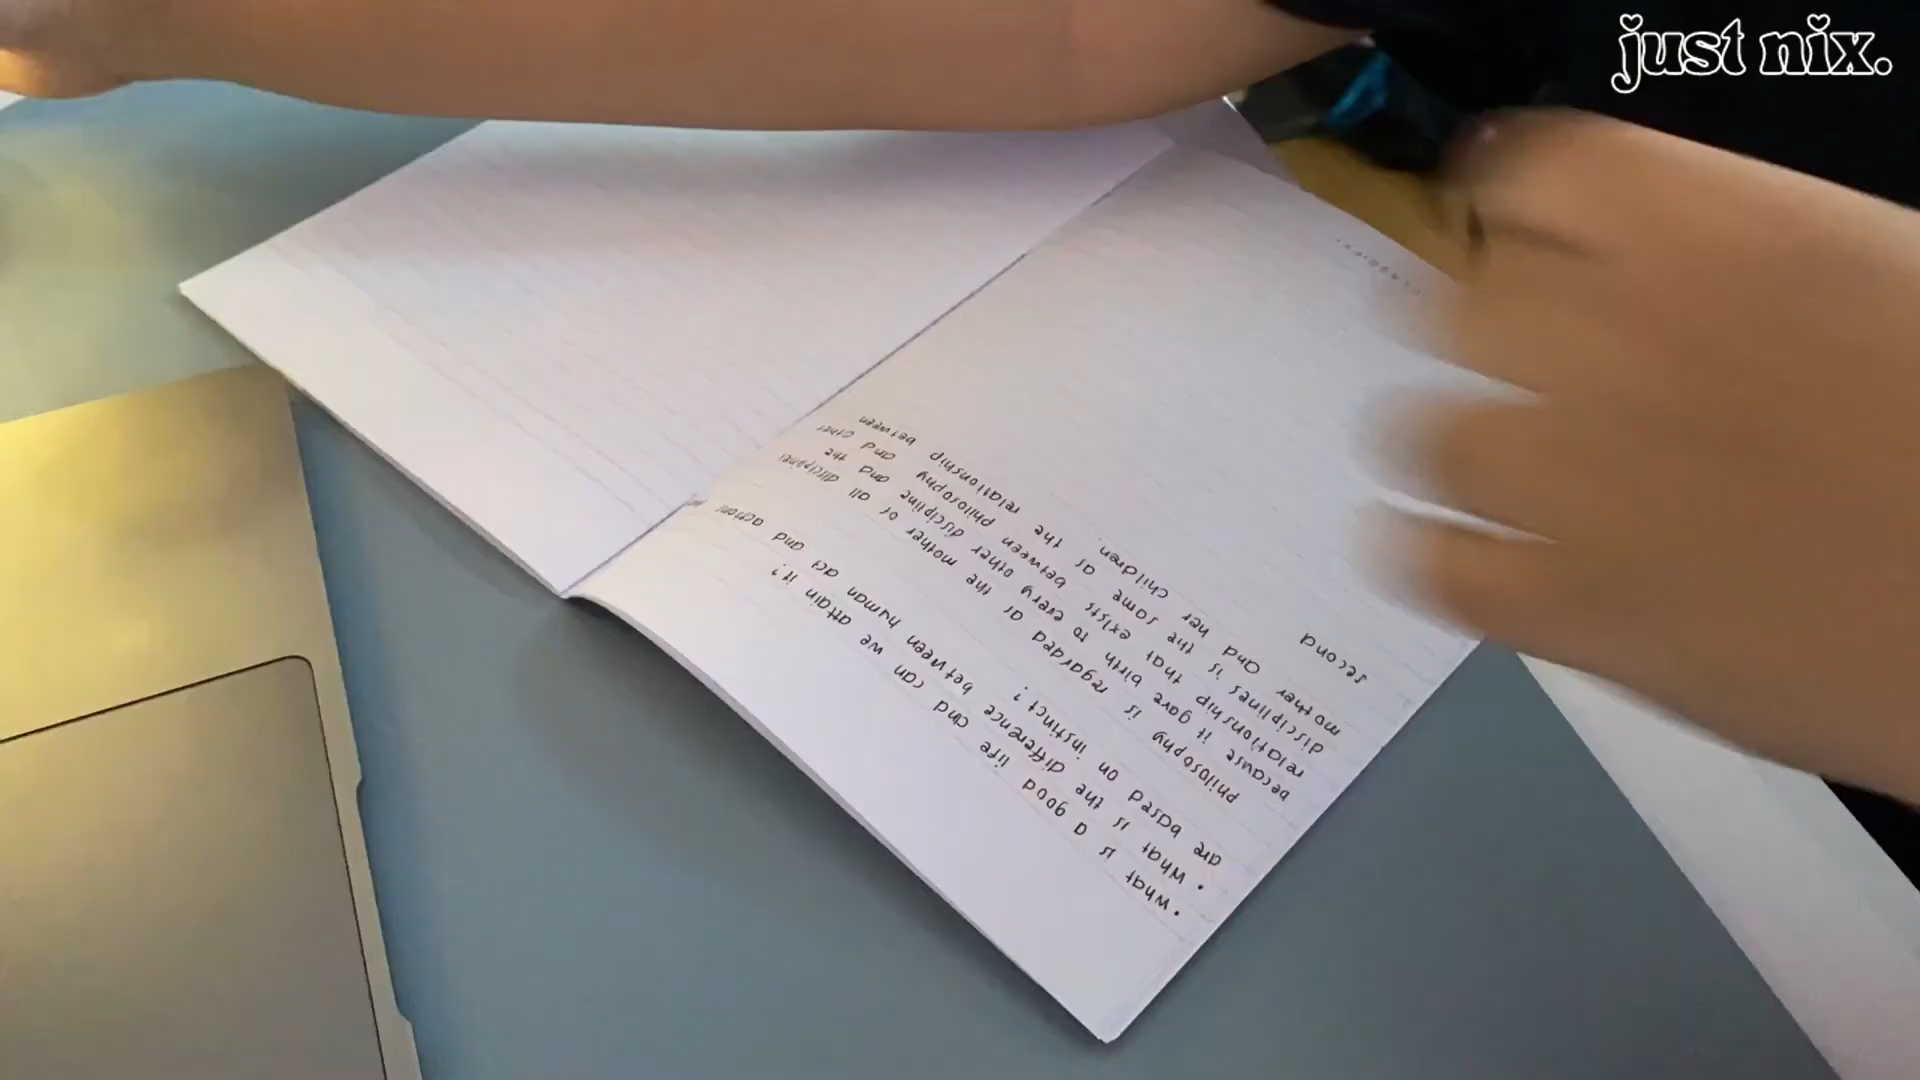 just nix.
• what is a good life and can we attain it?
• what is the difference between human act and actions
are based on instinct?
philosophy is regarded as the mother of all disciplines
because it gave birth to every other discipline and the
relationship that exists between philosophy and other
disciplines is the same as the relationship between
mother and her children.
second